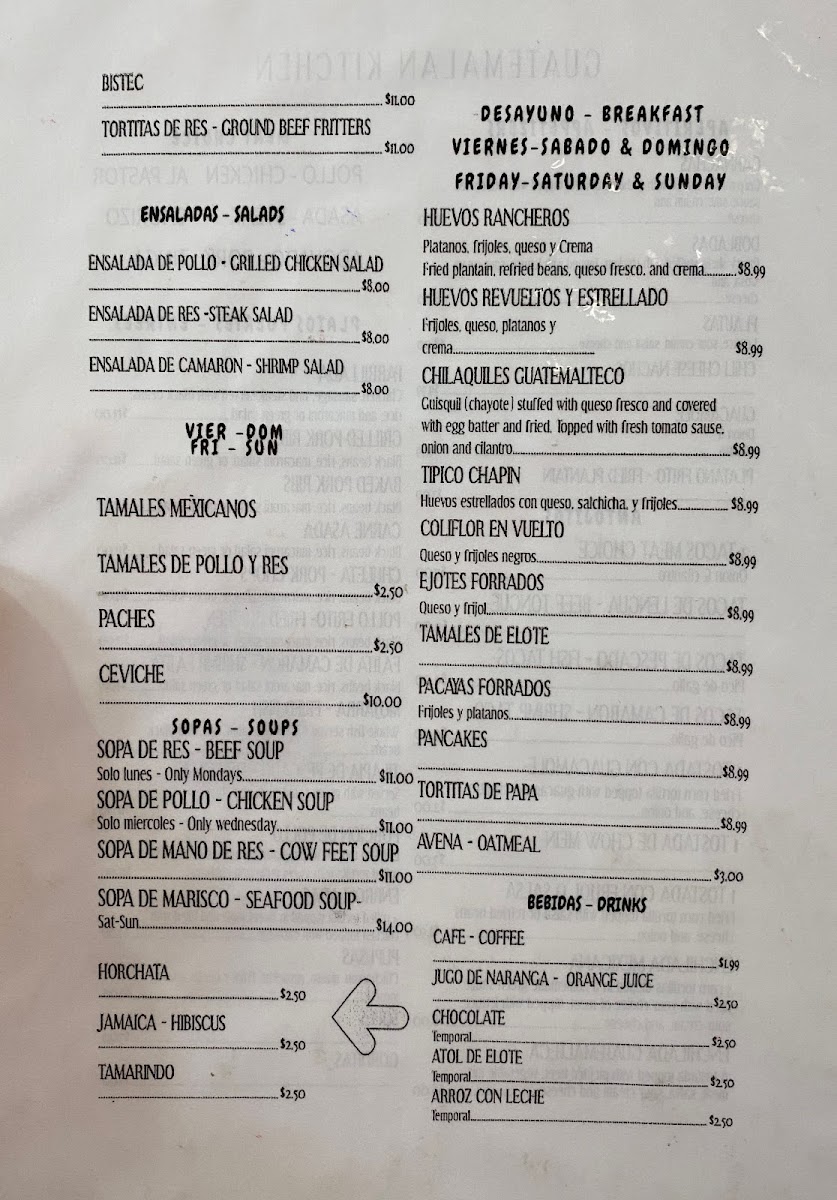 BISTEC
$11.00
TORTITAS DE RES - GROUND BEEF FRITTERS
$11.00
ENSALADAS - SALADS
ENSALADA DE POLLO - GRILLED CHICKEN SALAD
$8.00
ENSALADA DE RES -STEAK SALAD
$8.00
ENSALADA DE CAMARON - SHRIMP SALAD
$8.00
VIER -DOM
FRI - SUN
TAMALES MEXICANOS
TAMALES DE POLLO Y RES
$2.50
PACHES
$2.50
CEVICHE
$10.00
SOPAS - SOUPS
SOPA DE RES - BEEF SOUP
Solo lunes - Only Mondays $11.00
SOPA DE POLLO - CHICKEN SOUP
Solo miercoles - Only wednesday $11.00
SOPA DE MANO DE RES - COW FEET SOUP
$11.00
SOPA DE MARISCO - SEAFOOD SOUP-
Sat-Sun $14.00
HORCHATA
$2.50
JAMAICA - HIBISCUS
$2.50
TAMARINDO
$2.50
DESAYUNO - BREAKFAST
VIERNES-SABADO & DOMINGO
FRIDAY-SATURDAY & SUNDAY
HUEVOS RANCHEROS
Platanos, frijoles, queso y Crema
Fried plantain, refried beans, queso fresco, and crema $8.99
HUEVOS REVUELTOS Y ESTRELLADO
Frijoles, queso, platanos y
crema $8.99
CHILAQUILES GUATEMALTECO
Guisquil (chayote) stuffed with queso fresco and covered
with egg batter and fried. Topped with fresh tomato sause,
onion and cilantro $8.99
TIPICO CHAPIN
Huevos estrellados con queso, salchicha, y frijoles $8.99
COLIFLOR EN VUELTO
Queso y frijoles negros $8.99
EJOTES FORRADOS
Queso y frijol $8.99
TAMALES DE ELOTE
$8.99
PACAYAS FORRADOS
Frijoles y platanos $8.99
PANCAKES
$8.99
TORTITAS DE PAPA
$8.99
AVENA - OATMEAL
$3.00
BEBIDAS - DRINKS
CAFE - COFFEE
$1.99
JUGO DE NARANGA - ORANGE JUICE
$2.50
CHOCOLATE
Temporal $2.50
ATOL DE ELOTE
Temporal $2.50
ARROZ CON LECHE
Temporal $2.50